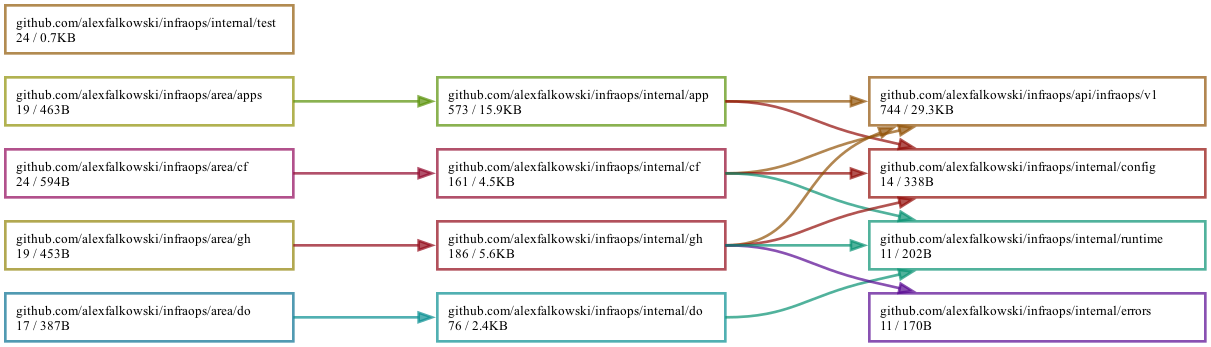 github.com/alexfalkowski/infraops/internal/test
24 / 0.7KB
github.com/alexfalkowski/infraops/area/apps
19 / 463B
github.com/alexfalkowski/infraops/internal/app
573 / 15.9KB
github.com/alexfalkowski/infraops/api/infraops/v1
744 / 29.3KB
github.com/alexfalkowski/infraops/area/cf
24 / 594B
github.com/alexfalkowski/infraops/internal/cf
161 / 4.5KB
github.com/alexfalkowski/infraops/internal/config
14 / 338B
github.com/alexfalkowski/infraops/area/gh
19 / 453B
github.com/alexfalkowski/infraops/internal/gh
186 / 5.6KB
github.com/alexfalkowski/infraops/internal/runtime
11 / 202B
github.com/alexfalkowski/infraops/area/do
17 / 387B
github.com/alexfalkowski/infraops/internal/do
76 / 2.4KB
github.com/alexfalkowski/infraops/internal/errors
11 / 170B